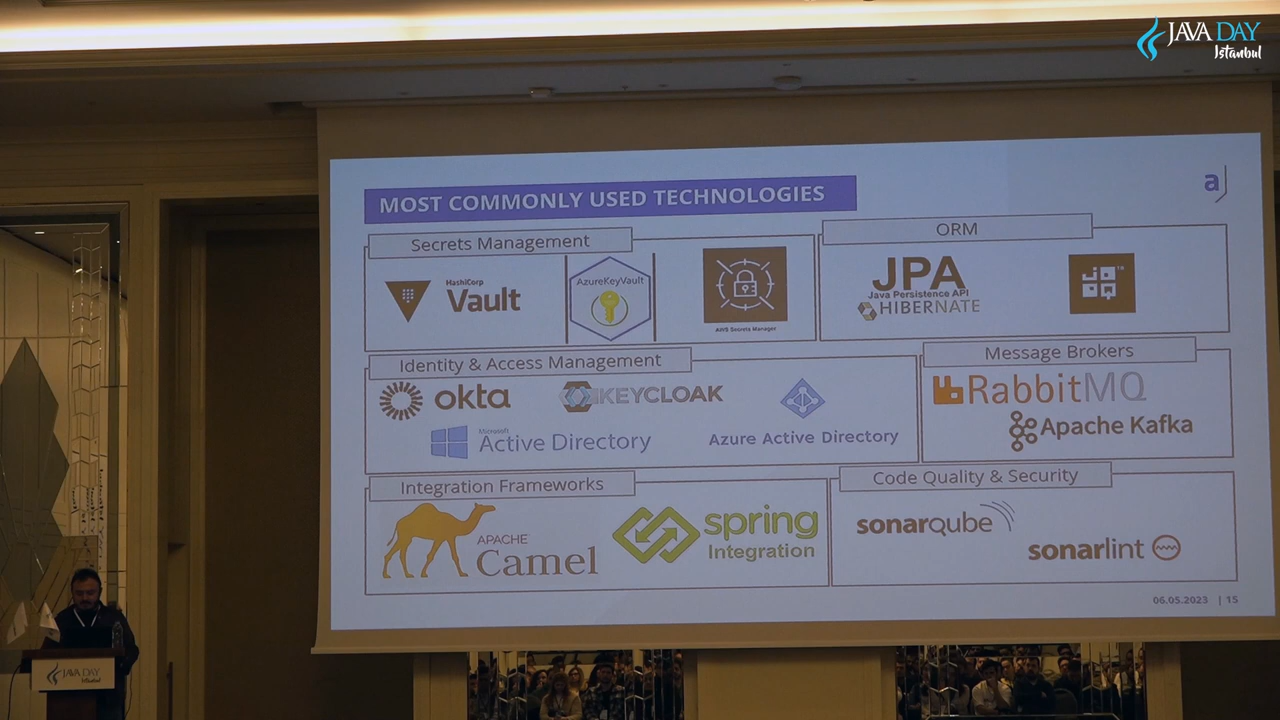 JAVA DAY
Istanbul
MOST COMMONLY USED TECHNOLOGIES
a
Secrets Management
HashiCorp
Vault
AzureKeyVault
AWS Secrets Manager
ORM
JPA
Java Persistence API
HIBERNATE
Identity & Access Management
okta
KEYCLOAK
Microsoft
Active Directory
Azure Active Directory
Message Brokers
RabbitMQ
Apache Kafka
Integration Frameworks
APACHE
Camel
spring
Integration
Code Quality & Security
sonarqube
sonarlint
06.05.2023 | 15
JAVA DAY
Istanbul